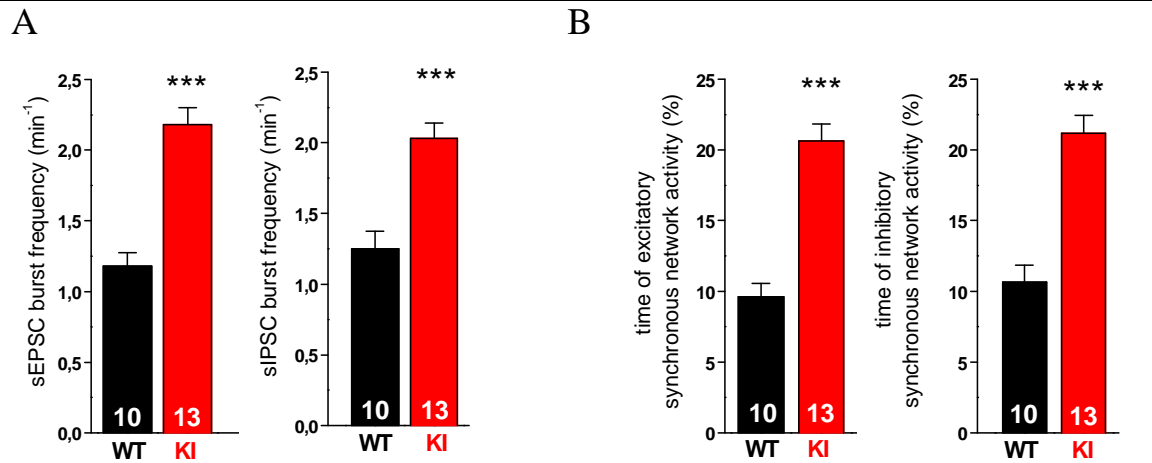 A
sEPSC burst frequency (min⁻¹)
2,5
2,0
1,5
1,0
0,5
0,0
***
10
13
WT
KI
sIPSC burst frequency (min⁻¹)
2,5
2,0
1,5
1,0
0,5
0,0
***
10
13
WT
KI
B
time of excitatory
synchronous network activity (%)
25
20
15
10
5
0
***
10
13
WT
KI
time of inhibitory
synchronous network activity (%)
25
20
15
10
5
0
***
10
13
WT
KI